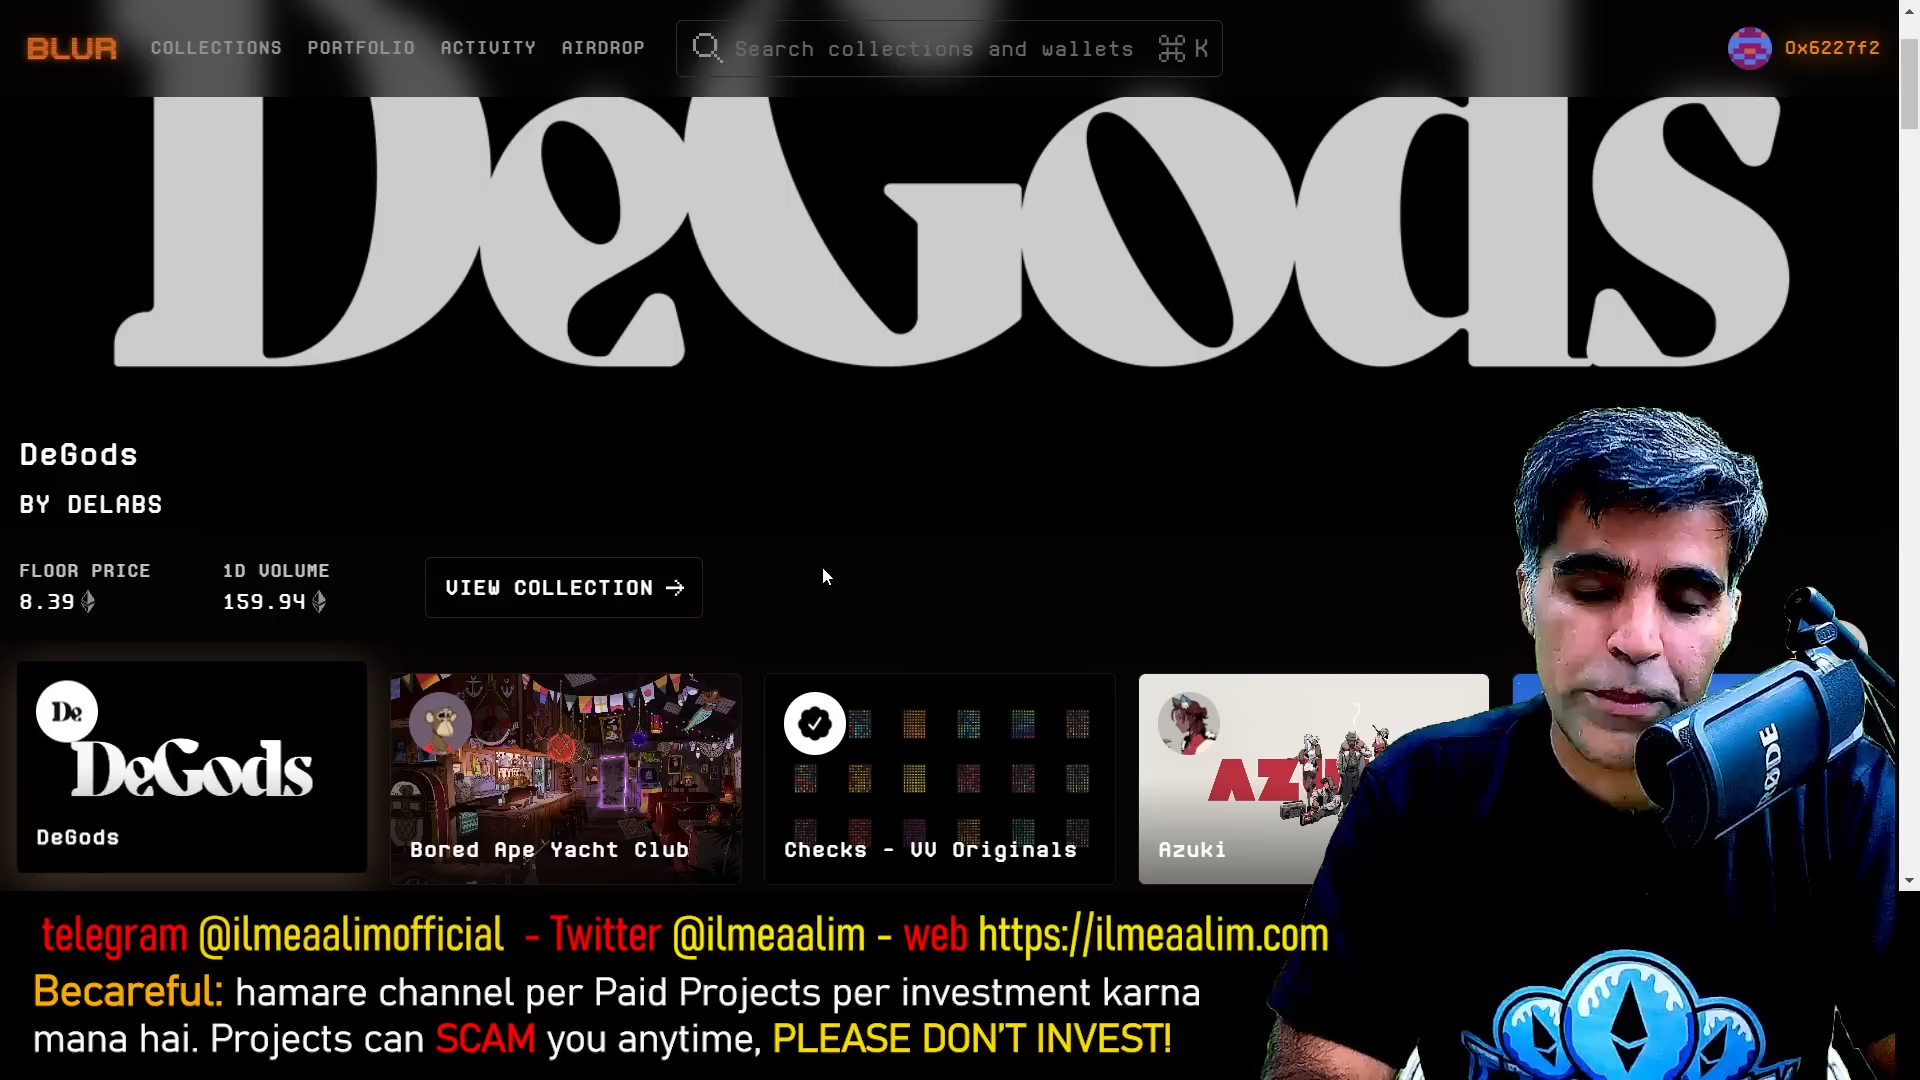 BLUR COLLECTIONS PORTFOLIO ACTIVITY AIRDROP Search collections and wallets ⌘ K 0x6227f2
DeGods
DeGods
BY DELABS
FLOOR PRICE 1D VOLUME
8.39 159.94
VIEW COLLECTION →
De
DeGods
DeGods
Bored Ape Yacht Club
Checks - VV Originals
Azuki
RØDE
telegram @ilmeaalimofficial - Twitter @ilmeaalim - web https://ilmeaalim.com
Becareful: hamare channel per Paid Projects per investment karna
mana hai. Projects can SCAM you anytime, PLEASE DON'T INVEST!